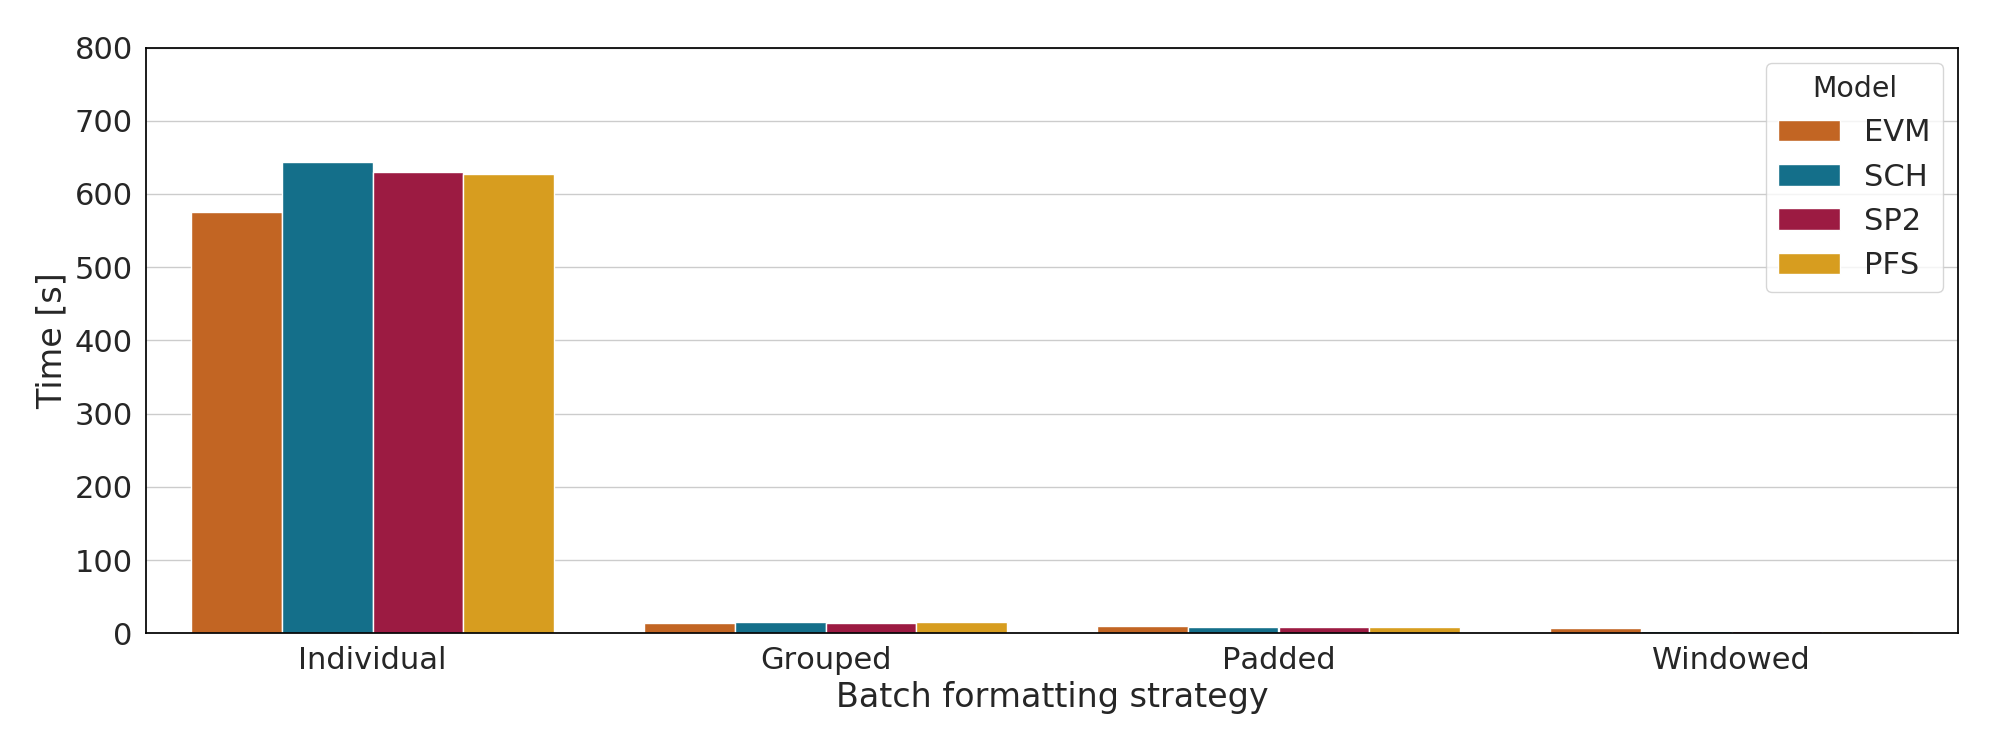 800
700
600
500
400
300
200
100
0
Time [s]
Individual
Grouped
Padded
Windowed
Batch formatting strategy
Model
EVM
SCH
SP2
PFS